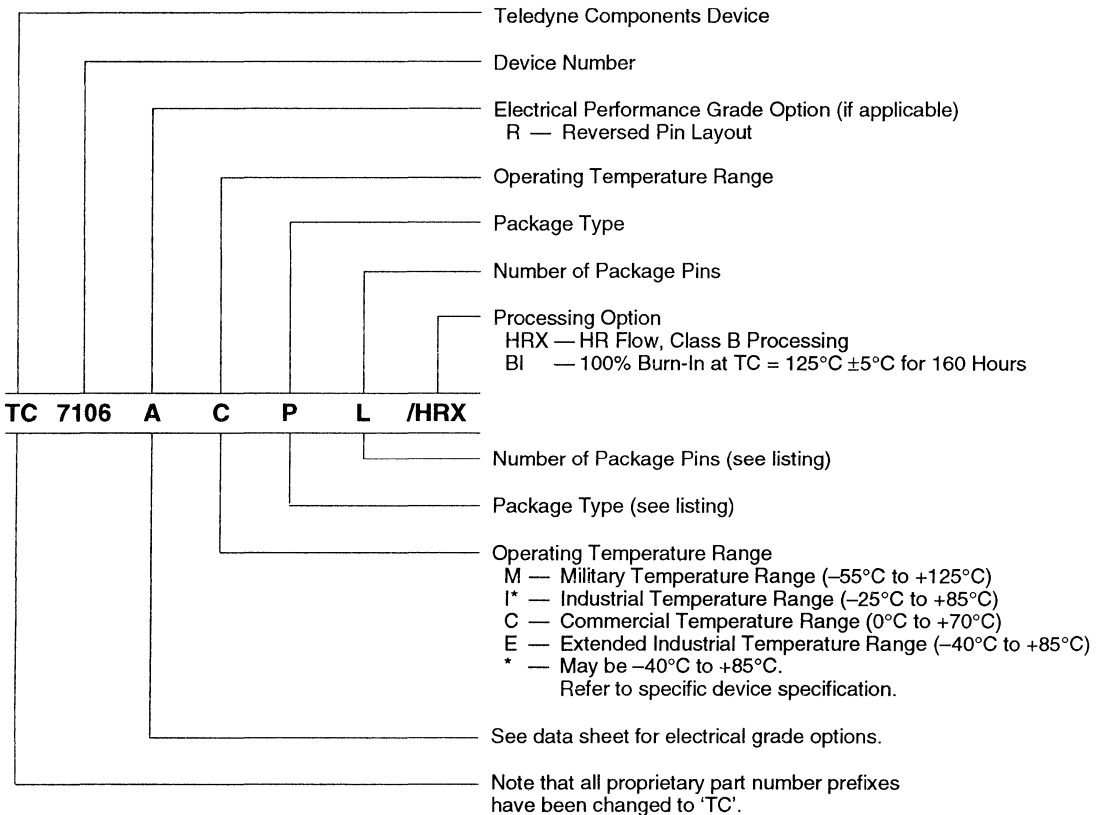 Teledyne Components Device
Device Number
Electrical Performance Grade Option (if applicable)
R — Reversed Pin Layout
Operating Temperature Range
Package Type
Number of Package Pins
Processing Option
HRX — HR Flow, Class B Processing
BI — 100% Burn-In at TC = 125°C ±5°C for 160 Hours
TC 7106 A C P L /HRX
Number of Package Pins (see listing)
Package Type (see listing)
Operating Temperature Range
M — Military Temperature Range (–55°C to +125°C)
I* — Industrial Temperature Range (–25°C to +85°C)
C — Commercial Temperature Range (0°C to +70°C)
E — Extended Industrial Temperature Range (–40°C to +85°C)
* — May be –40°C to +85°C.
Refer to specific device specification.
See data sheet for electrical grade options.
Note that all proprietary part number prefixes
have been changed to ‘TC’.